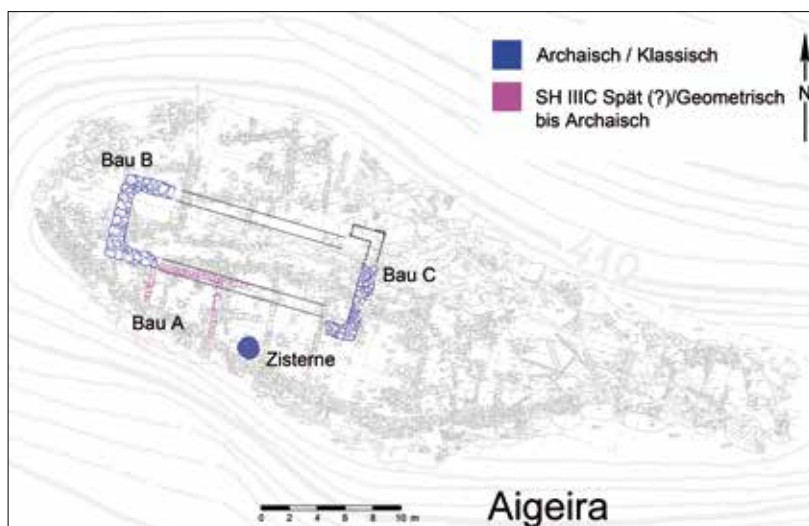 Archaisch / Klassisch
SH IIIC Spät (?)/Geometrisch
bis Archaisch
N
Bau B
410
Bau C
Bau A
Zisterne
0 2 4 6 8 10 m
Aigeira